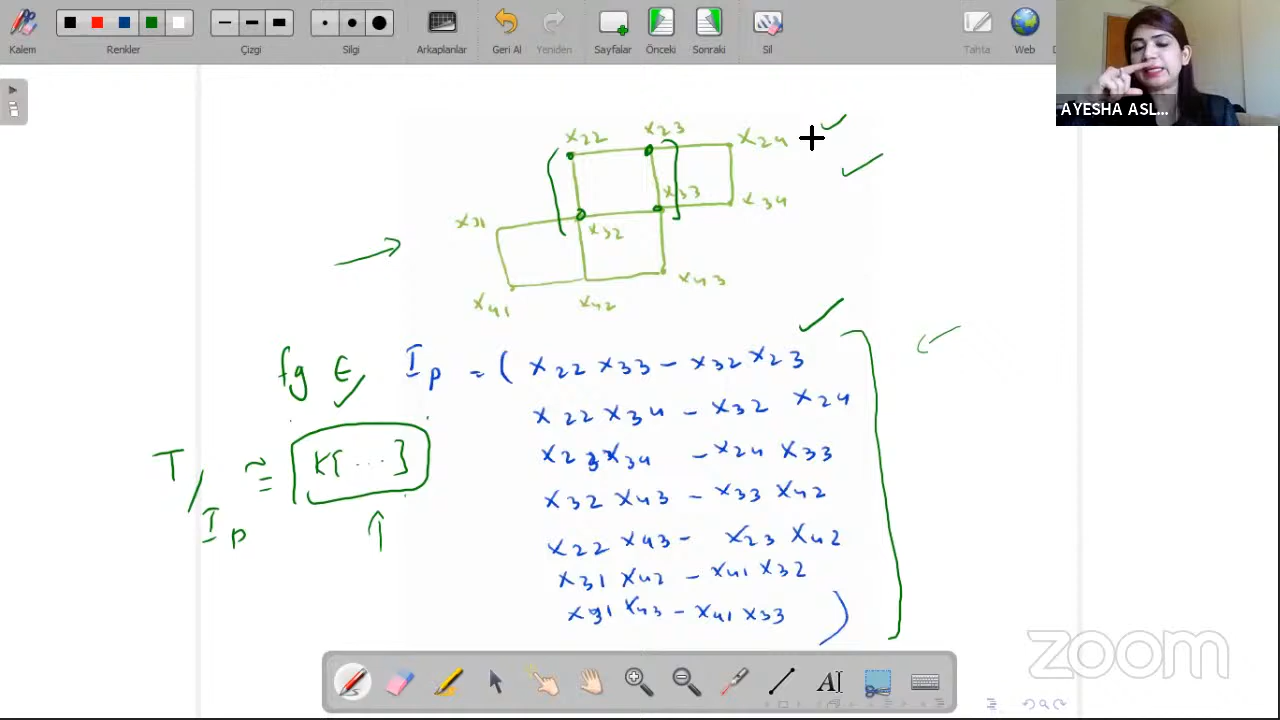 Kalem Renkler Çizgi Silgi Arkaplanlar Geri Al Yeniden Sayfalar Önceki Sonraki Sil Tahta Web
AYESHA ASL...
x22 x23 x24
x33
x34
x31
x32
x41 x42 x43
fg ∈ Ip = ( x22 x33 - x32 x23
x22 x34 - x32 x24
x23 x34 - x24 x33
T/Ip ≅ K[...]
x32 x43 - x33 x42
x22 x43 - x23 x42
x31 x42 - x41 x32
x31 x43 - x41 x33 )
zoom